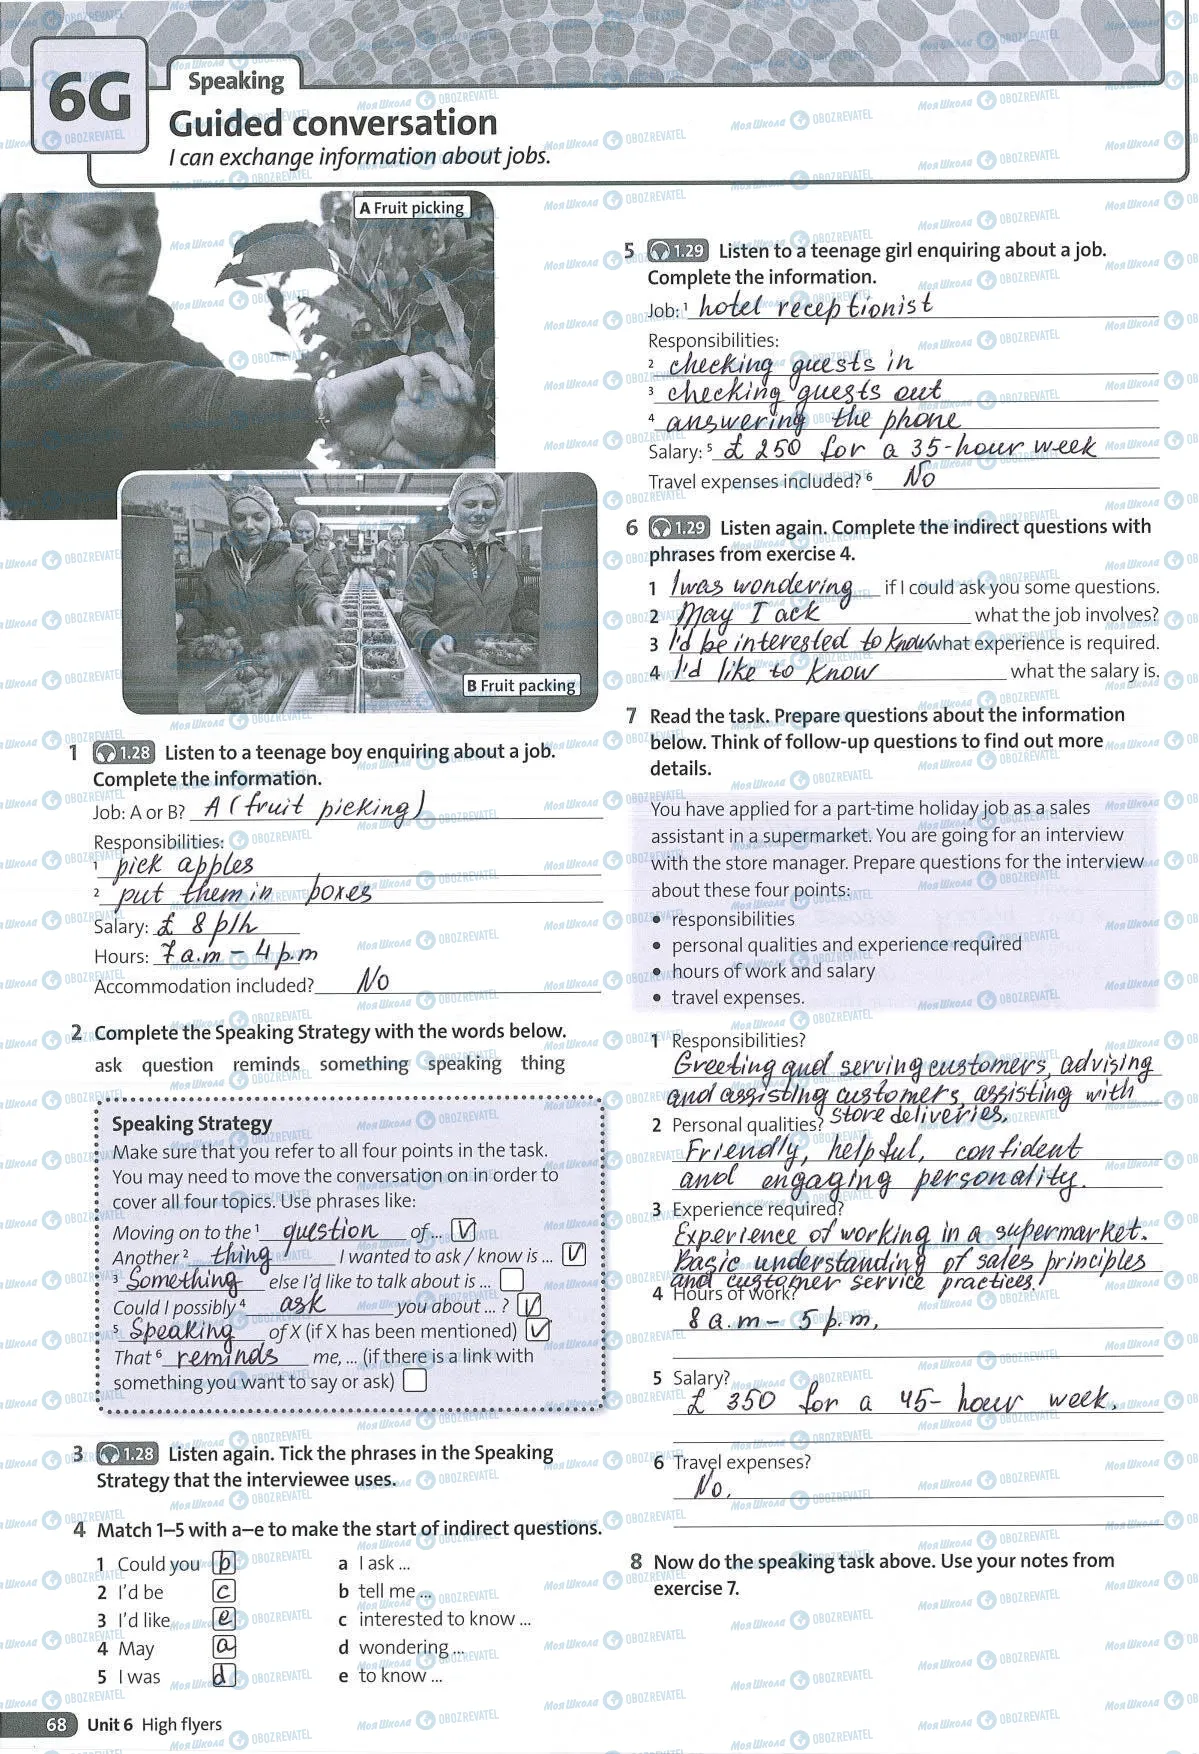 6G
Speaking
Guided conversation
I can exchange information about jobs.
A Fruit picking
B Fruit packing
1 1.28 Listen to a teenage boy enquiring about a job.
Complete the information.
Job: A or B? A (fruit picking)
Responsibilities:
1 pick apples
2 put them in boxes
Salary: £ 8 p/h
Hours: 7 a.m – 4 p.m
Accommodation included? No
2 Complete the Speaking Strategy with the words below.
ask question reminds something speaking thing
Speaking Strategy
Make sure that you refer to all four points in the task.
You may need to move the conversation on in order to
cover all four topics. Use phrases like:
Moving on to the 1 question of ... V
Another 2 thing I wanted to ask / know is ... V
3 Something else I'd like to talk about is ...
Could I possibly 4 ask you about ... ? V
5 Speaking of X (if X has been mentioned) V
That 6 reminds me, ... (if there is a link with
something you want to say or ask)
3 1.28 Listen again. Tick the phrases in the Speaking
Strategy that the interviewee uses.
4 Match 1–5 with a–e to make the start of indirect questions.
1 Could you b a I ask ...
2 I'd be c b tell me ...
3 I'd like e c interested to know ...
4 May a d wondering ...
5 I was d e to know ...
5 1.29 Listen to a teenage girl enquiring about a job.
Complete the information.
Job: 1 hotel receptionist
Responsibilities:
2 checking guests in
3 checking guests out
4 answering the phone
Salary: 5 £ 250 for a 35-hour week
Travel expenses included? 6 No
6 1.29 Listen again. Complete the indirect questions with
phrases from exercise 4.
1 I was wondering if I could ask you some questions.
2 May I ack what the job involves?
3 I'd be interested to know what experience is required.
4 I'd like to know what the salary is.
7 Read the task. Prepare questions about the information
below. Think of follow-up questions to find out more
details.
You have applied for a part-time holiday job as a sales
assistant in a supermarket. You are going for an interview
with the store manager. Prepare questions for the interview
about these four points:
• responsibilities
• personal qualities and experience required
• hours of work and salary
• travel expenses.
1 Responsibilities?
Greeting and serving customers, advising
and assisting customers, assisting with
store deliveries.
2 Personal qualities?
Friendly, helpful, confident
and engaging personality.
3 Experience required?
Experience of working in a supermarket.
Basic understanding of sales principles
and customer service practices!
4 Hours of work?
8 a.m – 5 p.m.
5 Salary?
£ 350 for a 45- hour week.
6 Travel expenses?
No.
8 Now do the speaking task above. Use your notes from
exercise 7.
68 Unit 6 High flyers
Моя Школа OBOZREVATEL